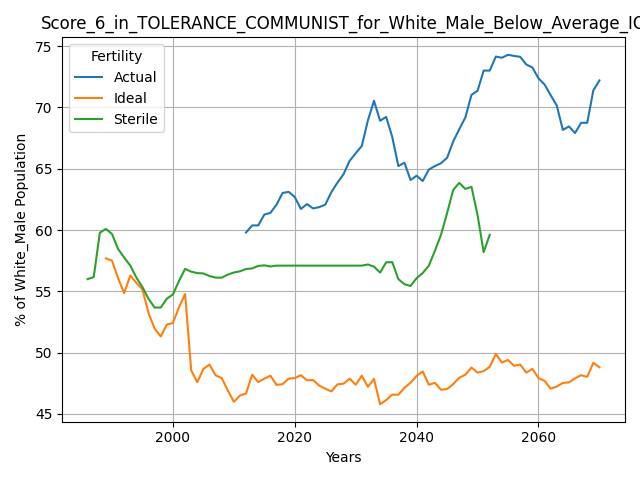 Score_6_in_TOLERANCE_COMMUNIST_for_White_Male_Below_Average_IQ
Fertility
Actual
Ideal
Sterile
% of White_Male Population
75
70
65
60
55
50
45
2000
2020
2040
2060
Years